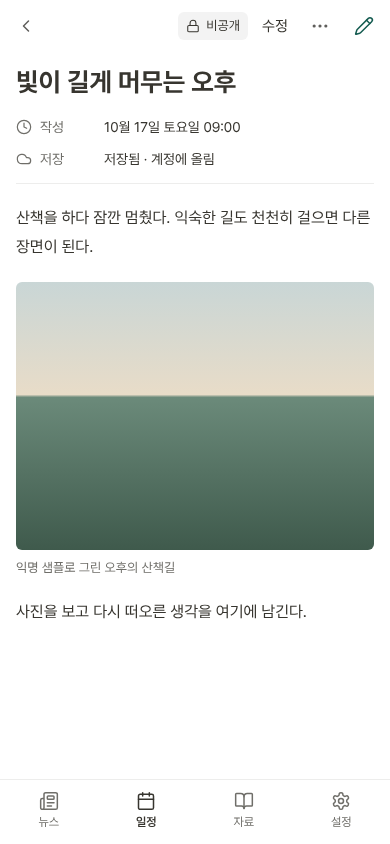 비공개 수정
빛이 길게 머무는 오후
작성 10월 17일 토요일 09:00
저장 저장됨 · 계정에 올림
산책을 하다 잠깐 멈췄다. 익숙한 길도 천천히 걸으면 다른
장면이 된다.
익명 샘플로 그린 오후의 산책길
사진을 보고 다시 떠오른 생각을 여기에 남긴다.
뉴스 일정 자료 설정